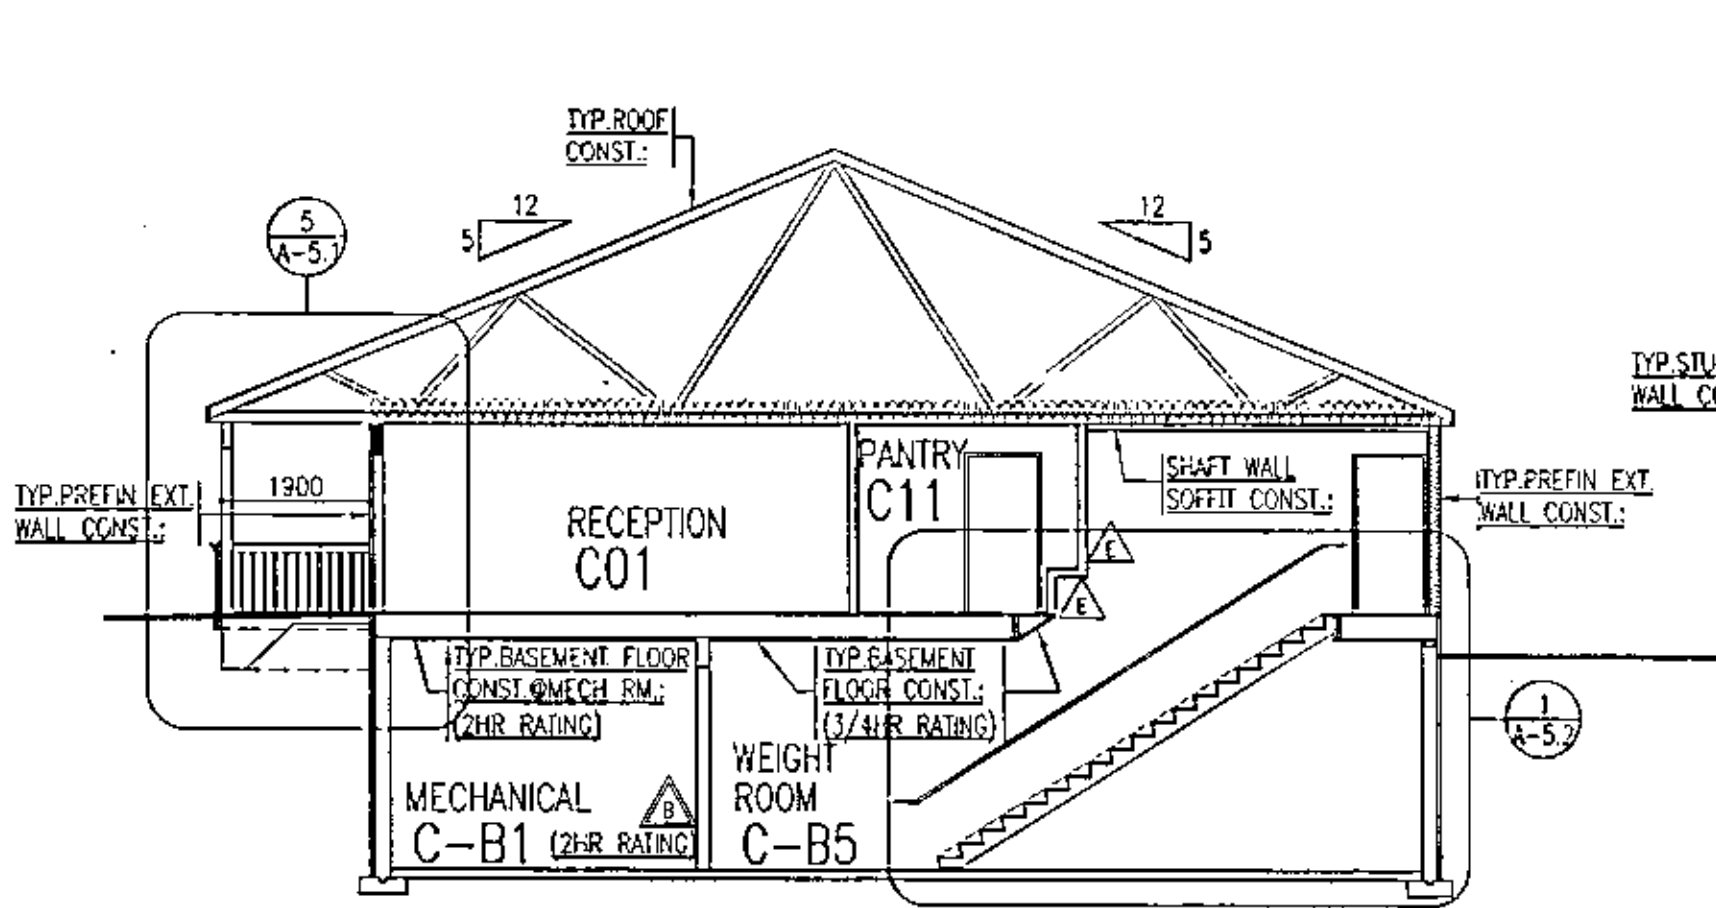 TYP.ROOF
CONST.:
5
A-5.1
12
5
12
5
TYP.PREFIN EXT.
WALL CONST.:
1900
RECEPTION
C01
PANTRY
C11
SHAFT WALL
SOFFIT CONST.:
TYP.PREFIN EXT.
WALL CONST.:
WALL
E
E
TYP.BASEMENT FLOOR
CONST.@MECH RM.:
(2HR RATING)
TYP.BASEMENT
FLOOR CONST.:
(3/4HR RATING)
1
A-5.2
MECHANICAL
C-B1 (2HR RATING)
B
WEIGHT
ROOM
C-B5